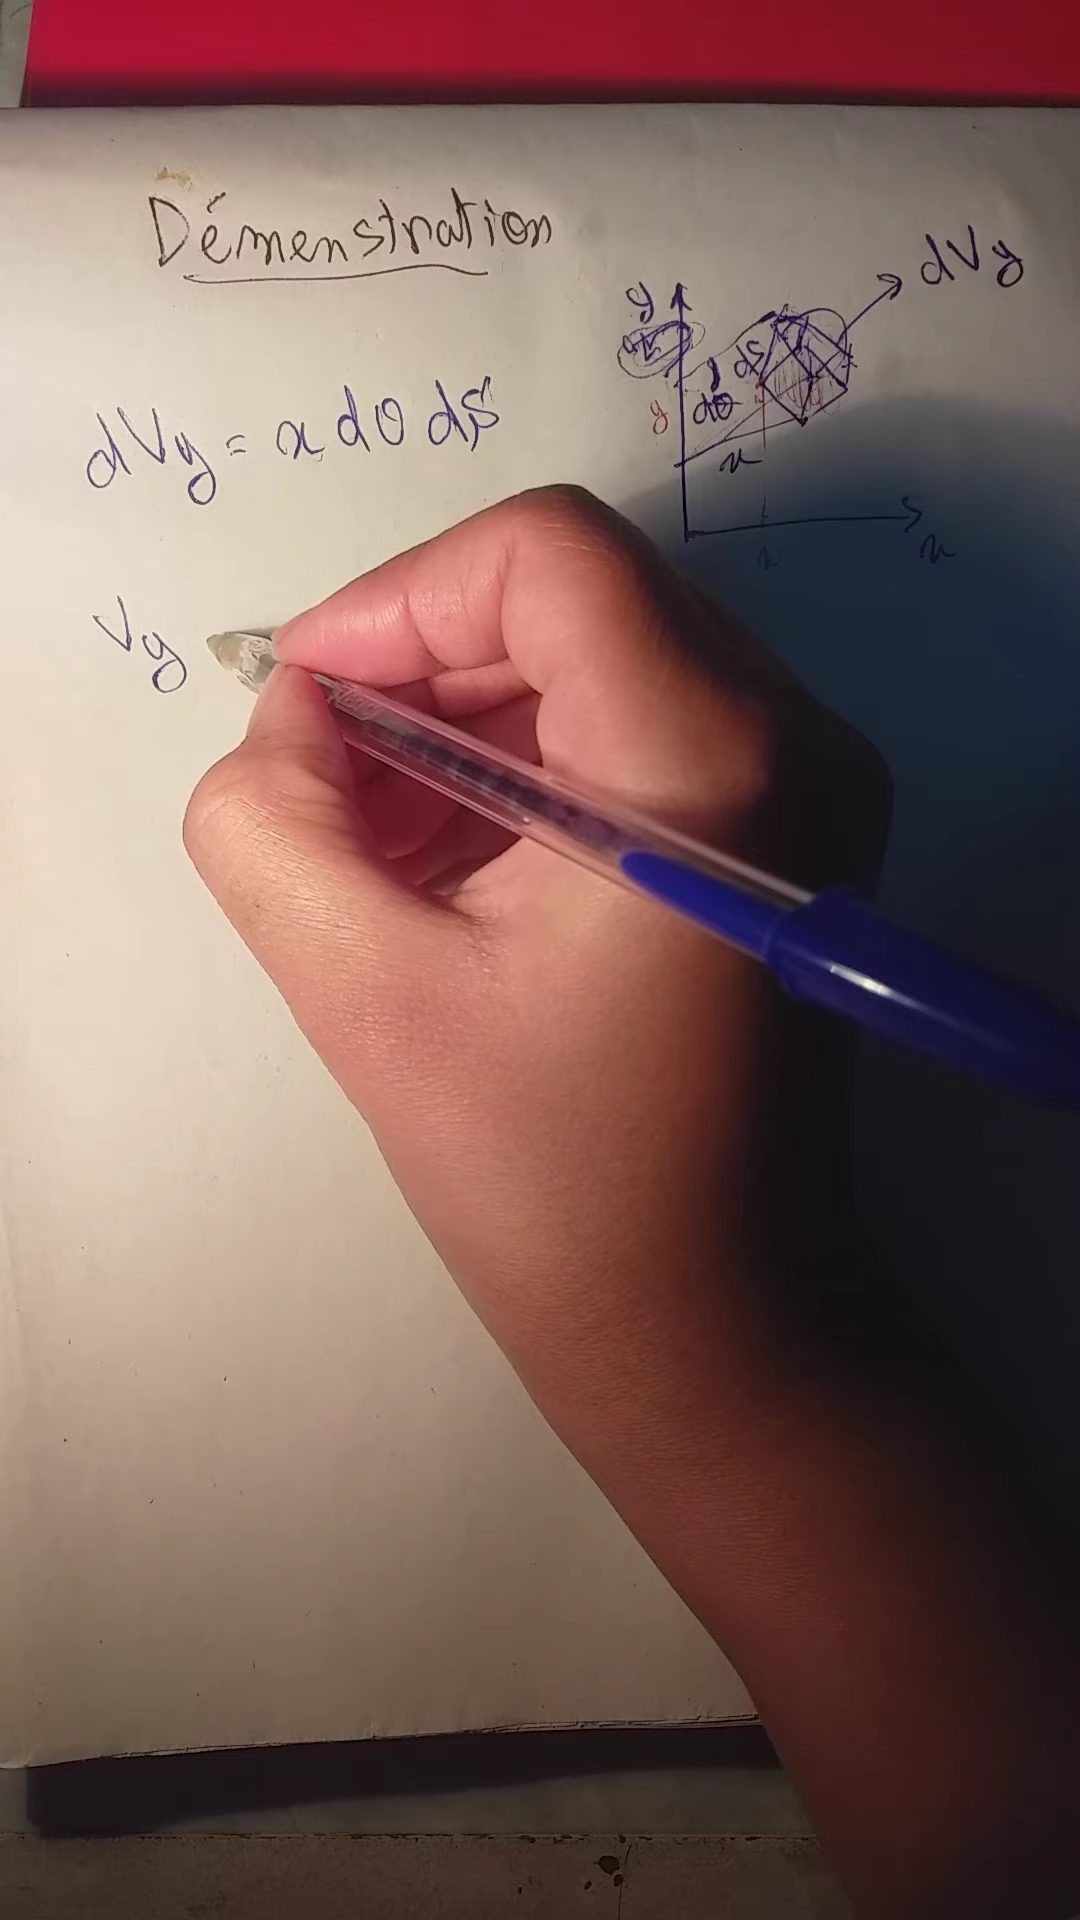 Démenstration
dVy = x dθ dS
Vy
y
dVy
dS
dθ
y
x
x
x